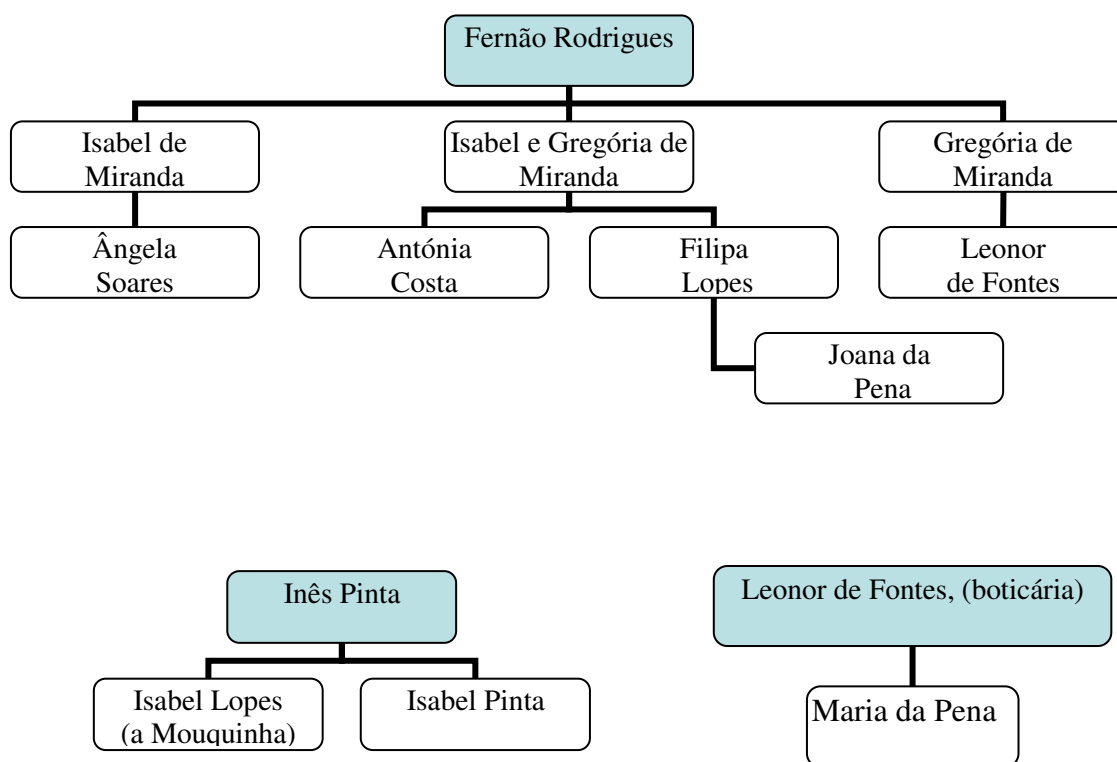 Fernão Rodrigues
Isabel de
Miranda
Isabel e Gregória de
Miranda
Gregória de
Miranda
Ângela
Soares
Antónia
Costa
Filipa
Lopes
Leonor
de Fontes
Joana da
Pena
Inês Pinta
Leonor de Fontes, (boticária)
Isabel Lopes
(a Mouquinha)
Isabel Pinta
Maria da Pena